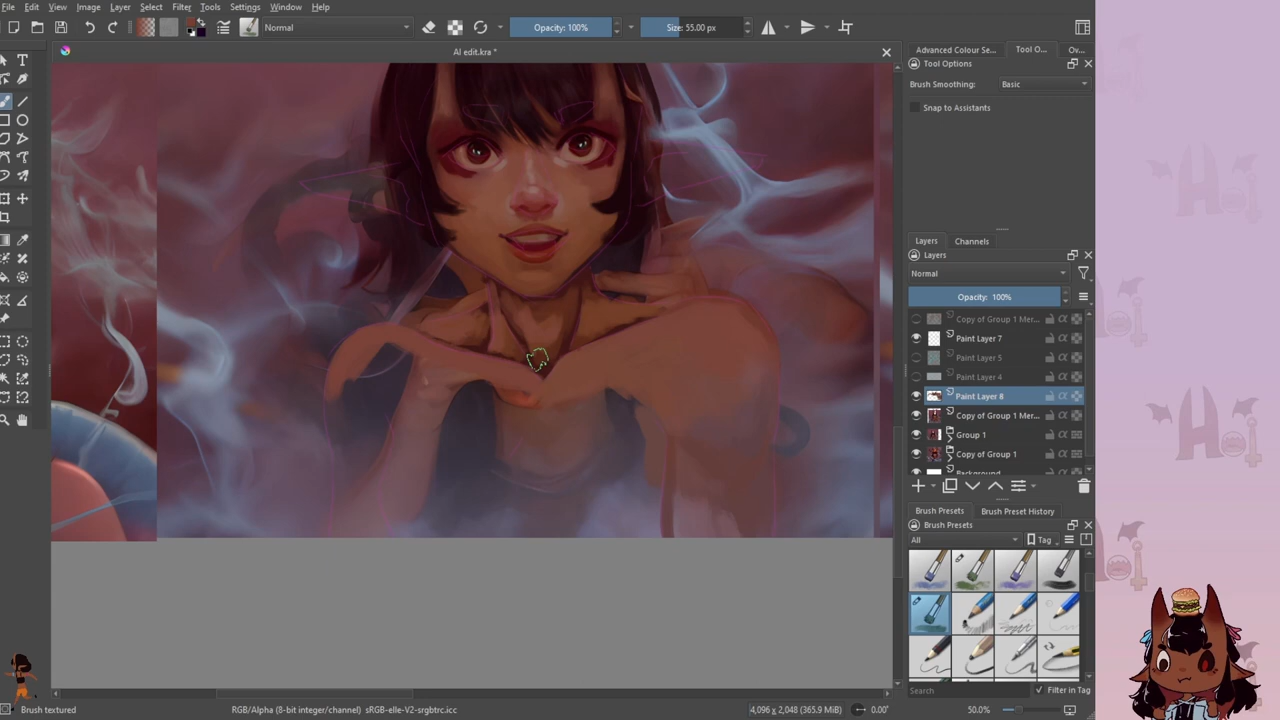 File Edit View Image Layer Select Filter Tools Settings Window Help
Normal
Opacity: 100%
Size: 55.00 px
AI edit.kra *
Advanced Colour Se...
Tool O...
Ov...
Tool Options
Brush Smoothing:
Basic
Snap to Assistants
Layers
Channels
Layers
Normal
Opacity: 100%
Copy of Group 1 Mer...
Paint Layer 7
Paint Layer 5
Paint Layer 4
Paint Layer 8
Copy of Group 1 Mer...
Group 1
Copy of Group 1
Background
Brush Presets
Brush Preset History
Brush Presets
All
Tag
Search
Filter in Tag
Brush textured
RGB/Alpha (8-bit integer/channel) sRGB-elle-V2-srgbtrc.icc
4,096 x 2,048 (365.9 MiB)
0.00°
50.0%